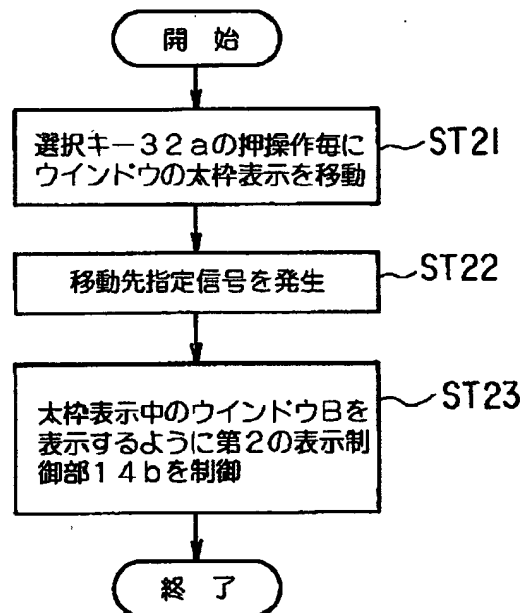 開 始
選択キー32aの押操作毎に
ウインドウの太枠表示を移動
ST21
移動先指定信号を発生
ST22
太枠表示中のウインドウBを
表示するように第2の表示制
御部14bを制御
ST23
終 了